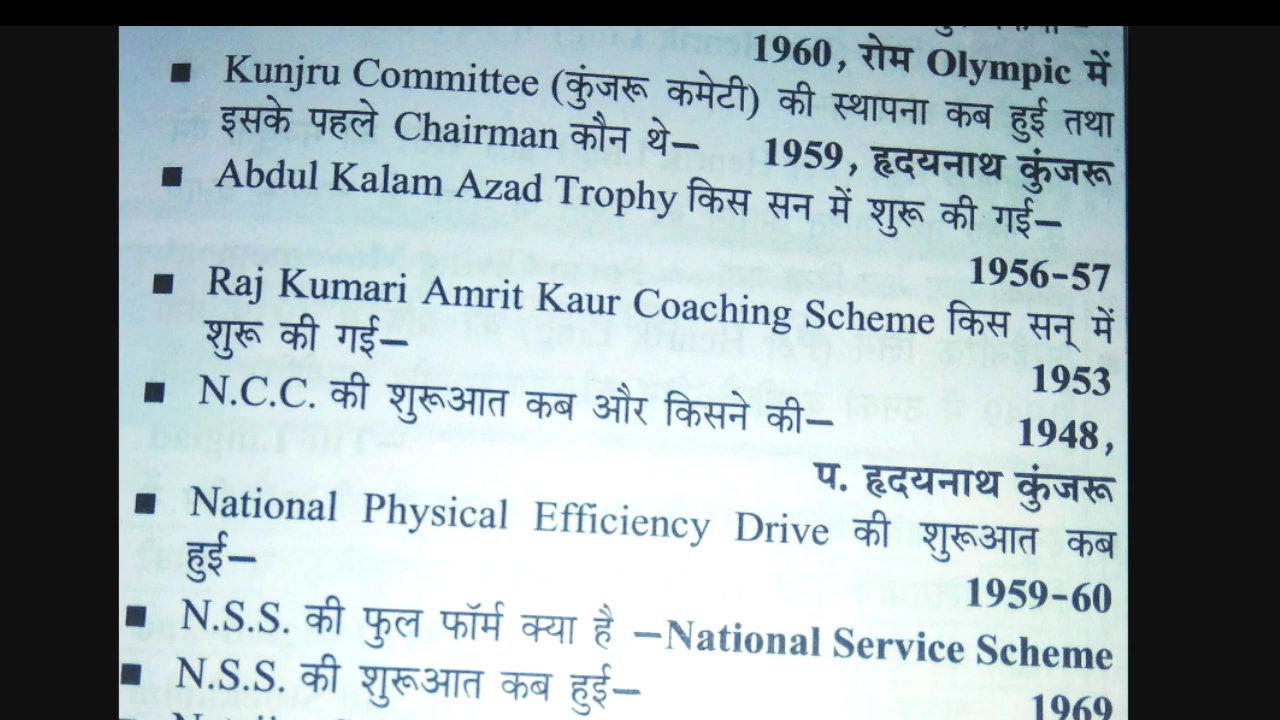 1960, रोम Olympic में
■ Kunjru Committee (कुंजरू कमेटी) की स्थापना कब हुई तथा
इसके पहले Chairman कौन थे– 1959, हृदयनाथ कुंजरू
■ Abdul Kalam Azad Trophy किस सन में शुरू की गई–
1956-57
■ Raj Kumari Amrit Kaur Coaching Scheme किस सन् में
शुरू की गई–
1953
■ N.C.C. की शुरूआत कब और किसने की–
1948,
प. हृदयनाथ कुंजरू
■ National Physical Efficiency Drive की शुरूआत कब
हुई–
1959-60
■ N.S.S. की फुल फॉर्म क्या है –National Service Scheme
■ N.S.S. की शुरूआत कब हुई–
1969